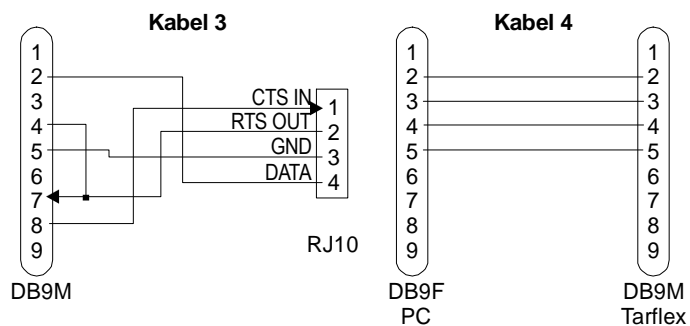 Kabel 3
1
2
3
4
5
6
7
8
9
DB9M
CTS IN
RTS OUT
GND
DATA
1
2
3
4
RJ10
Kabel 4
1
2
3
4
5
6
7
8
9
DB9F
PC
1
2
3
4
5
6
7
8
9
DB9M
Tarflex